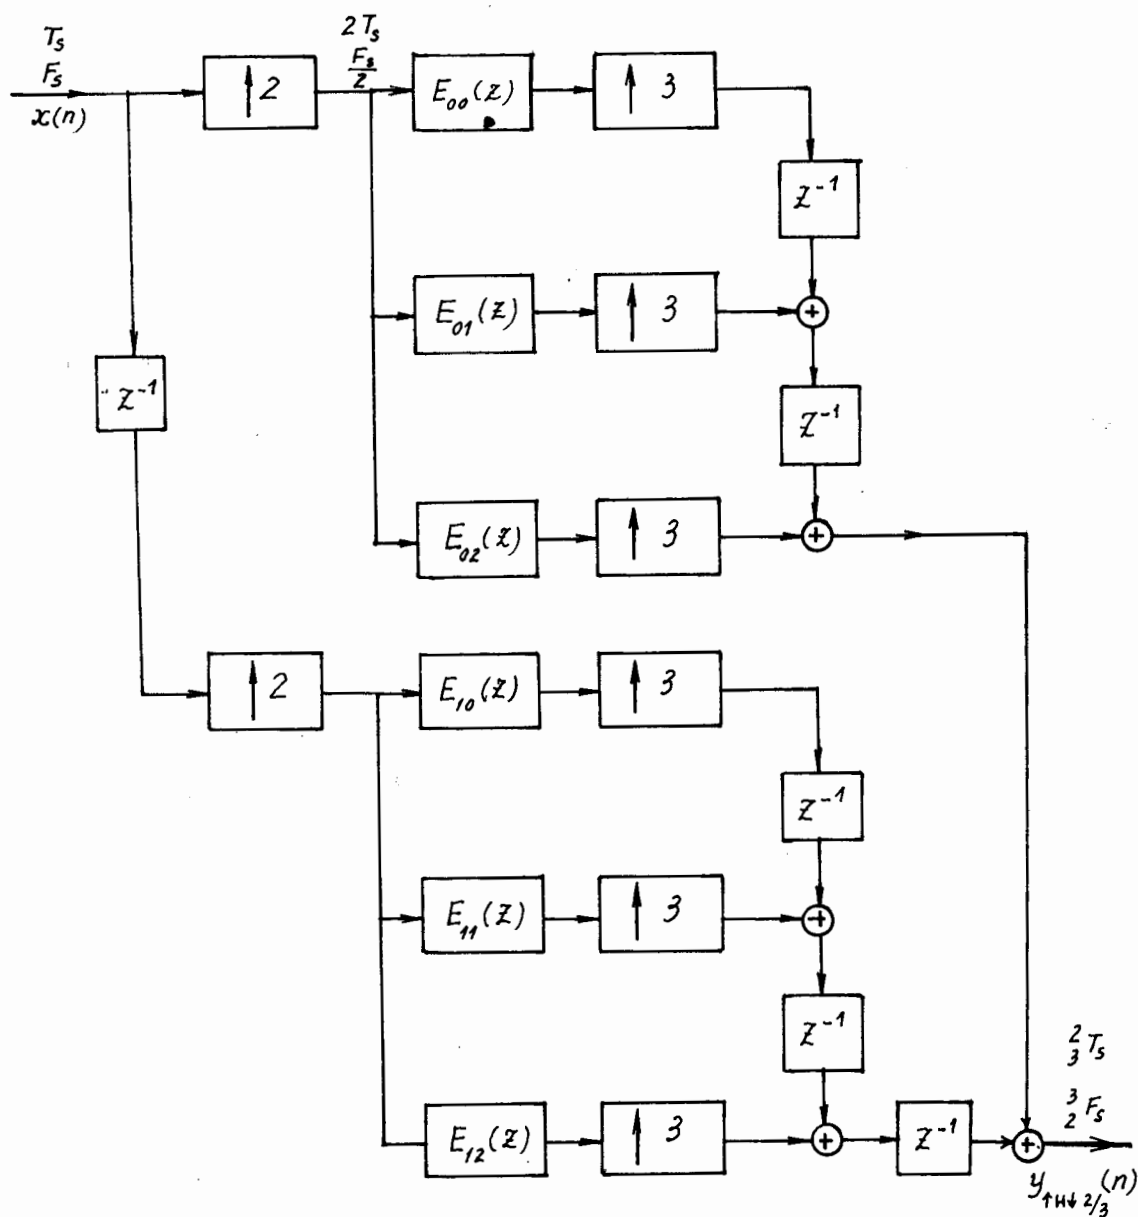 T_s
F_s
x(n)
↑ 2
2T_s
F_s/2
E_00(z)
↑ 3
z^-1
E_01(z)
↑ 3
z^-1
z^-1
E_02(z)
↑ 3
↑ 2
E_10(z)
↑ 3
z^-1
E_11(z)
↑ 3
z^-1
E_12(z)
↑ 3
z^-1
2/3 T_s
3/2 F_s
y_↑H↓2/3(n)